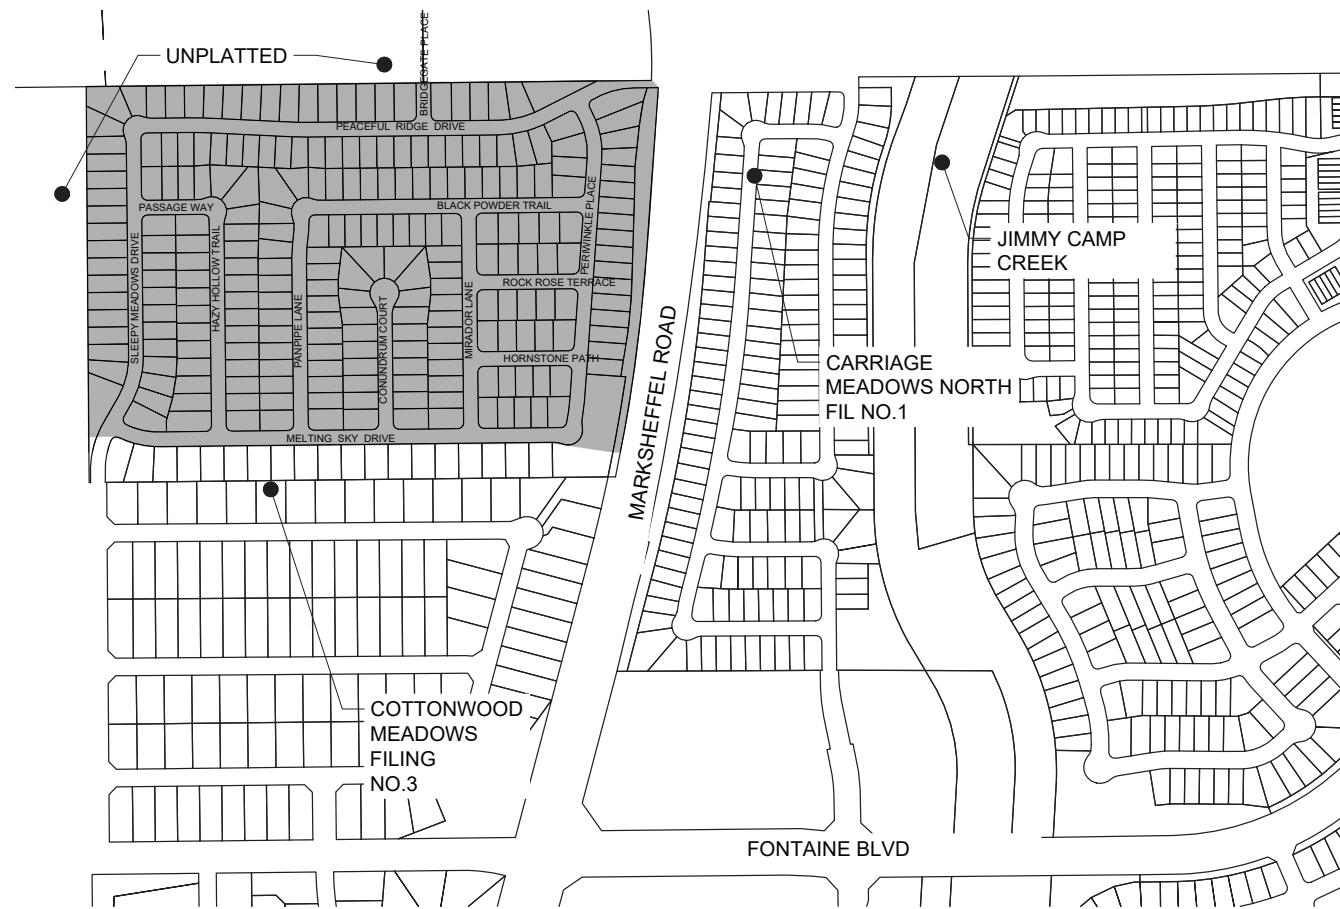 BRIDGEGATE PLACE
UNPLATTED
PEACEFUL RIDGE DRIVE
PASSAGE WAY
BLACK POWDER TRAIL
PERIWINKLE PLACE
SLEEPY MEADOWS DRIVE
HAZY HOLLOW TRAIL
PANPIPE LANE
CONUNDRUM COURT
MIRADOR LANE
ROCK ROSE TERRACE
HORNSTONE PATH
MELTING SKY DRIVE
MARKSHEFFEL ROAD
JIMMY CAMP
CREEK
CARRIAGE
MEADOWS NORTH
FIL NO.1
COTTONWOOD
MEADOWS
FILING
NO.3
FONTAINE BLVD